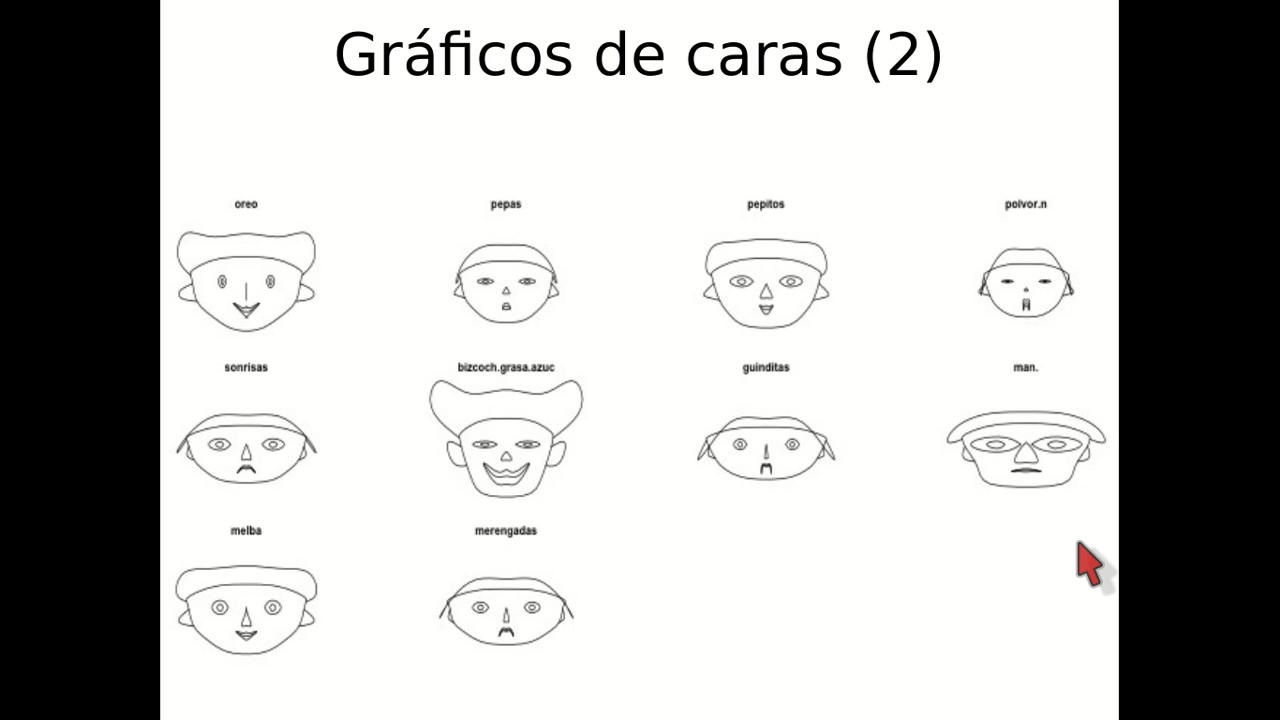 Gráficos de caras (2)
oreo
pepas
pepitos
polvor.n
sonrisas
bizcoch.grasa.azuc
guinditas
man.
melba
merengadas